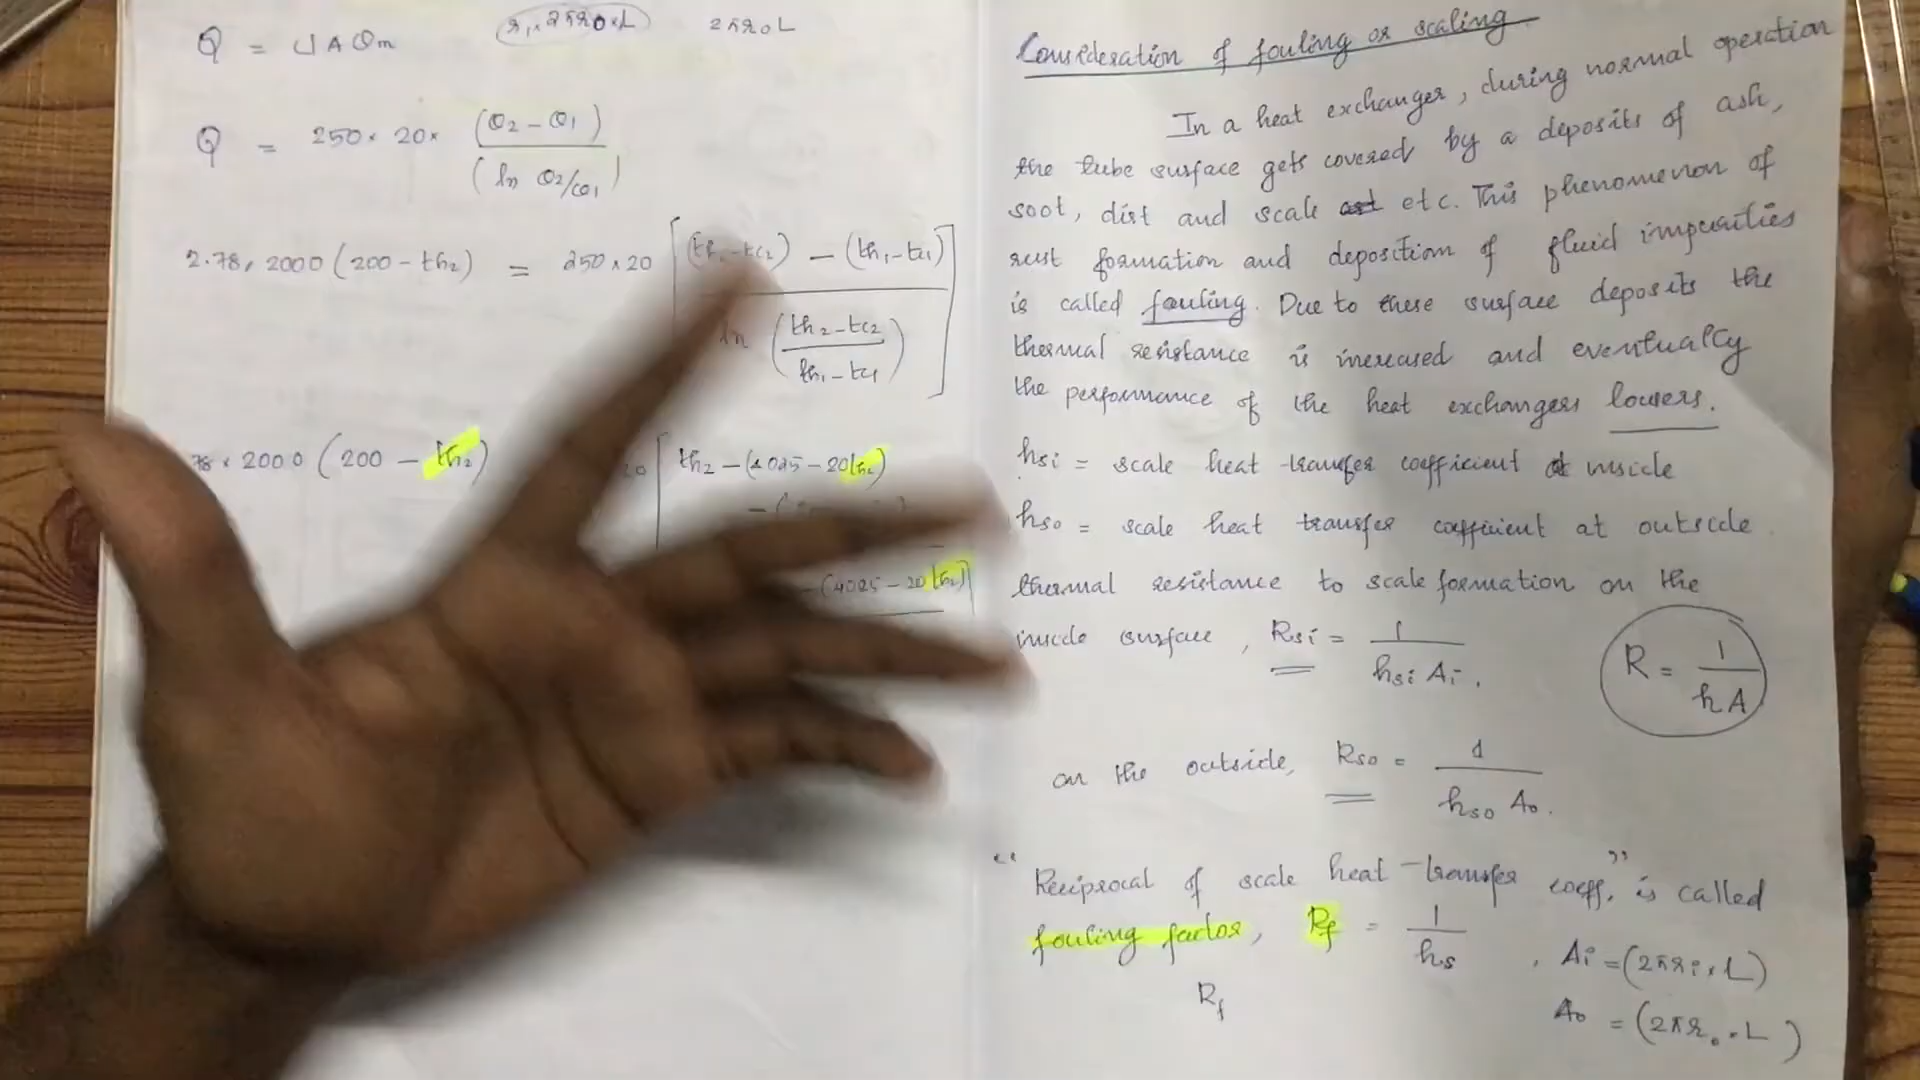 Q = UAθm
2πr₀L
Q = 250 × 20 × (θ2 - θ1) / (ln θ2/θ1)
2.78 × 2000 (200 - th2) = 250 × 20 [ - (th1 - tc1) / ln (th2 - tc2 / th1 - tc1) ]
78 × 2000 (200 - th2) [ th2 - (4025 - 20th2)
- (4025 - 20th2)
Consideration of fouling or scaling
In a heat exchanger, during normal operation
the tube surface gets covered by a deposits of ash,
soot, dirt and scale etc. This phenomenon of
rust formation and deposition of fluid impurities
is called fouling. Due to these surface deposits the
thermal resistance is increased and eventually
the performance of the heat exchangers lowers.
hsi = scale heat transfer coefficient inside
hso = scale heat transfer coefficient at outside
thermal resistance to scale formation on the
inside surface, Rsi = 1 / hsi Ai.
R = 1 / hA
on the outside, Rso = 1 / hso Ao.
"Reciprocal of scale heat transfer coeff," is called
fouling factor, Rf = 1 / hs, Ai = (2πri × L)
Rf
Ao = (2πro × L)